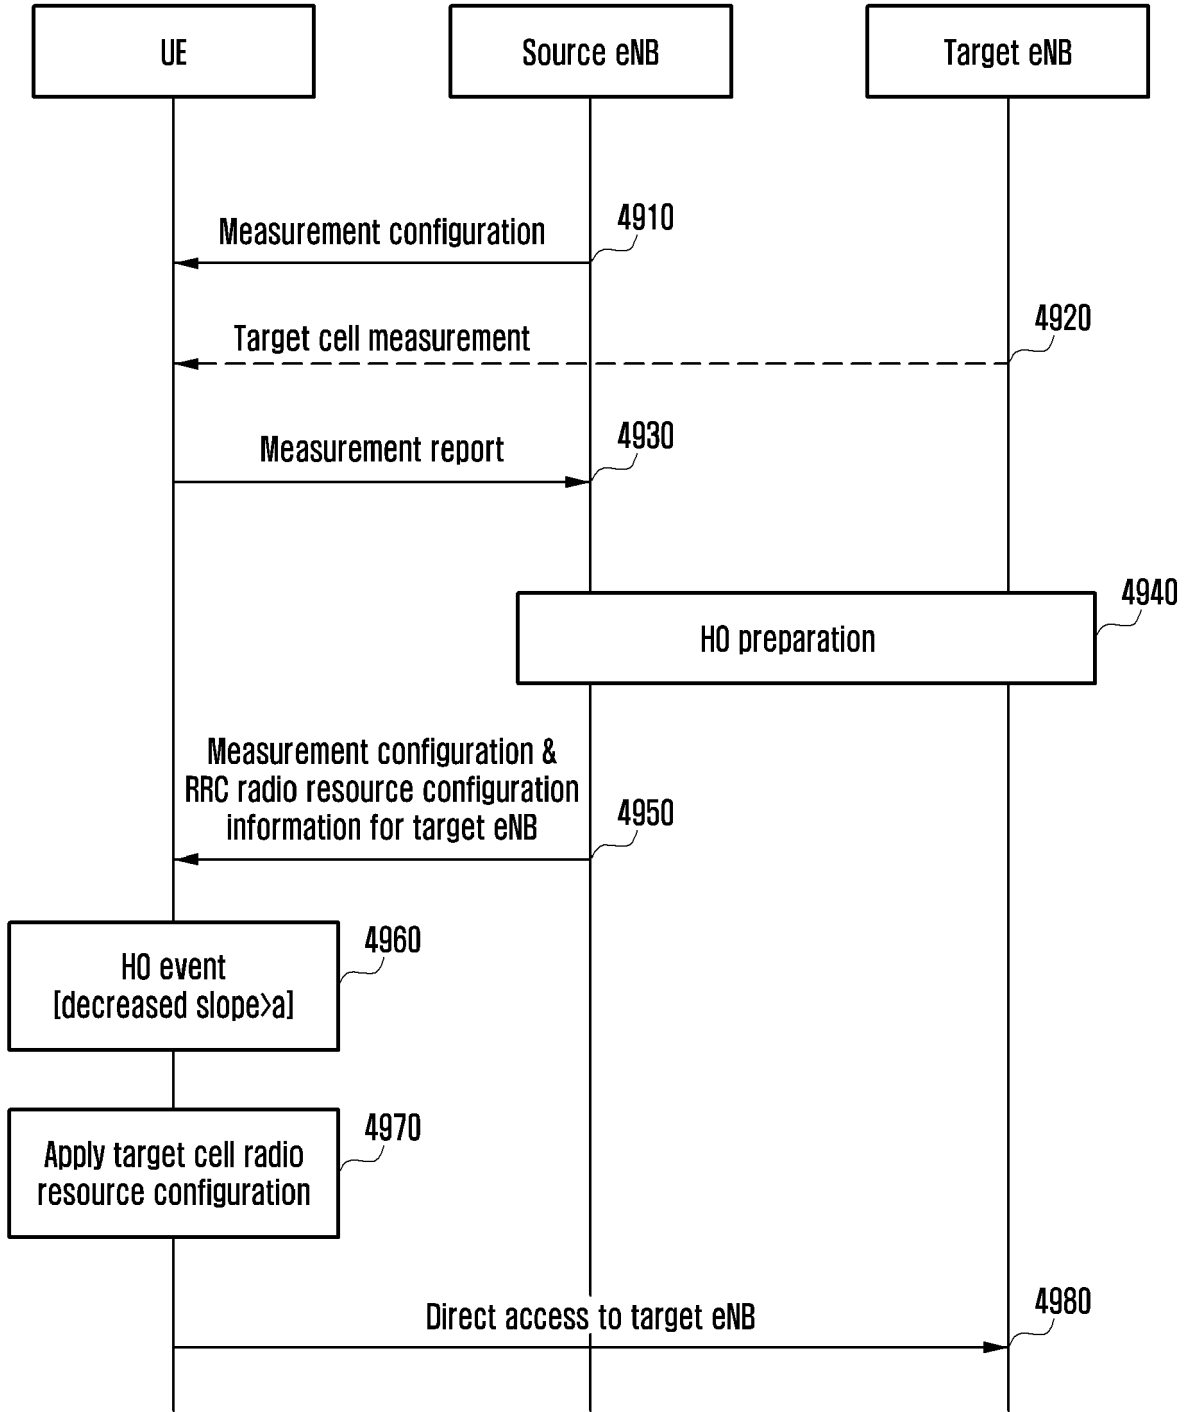 UE
Source eNB
Target eNB
Measurement configuration
4910
Target cell measurement
4920
Measurement report
4930
HO preparation
4940
Measurement configuration &
RRC radio resource configuration
information for target eNB
4950
HO event
[decreased slope>a]
4960
Apply target cell radio
resource configuration
4970
Direct access to target eNB
4980